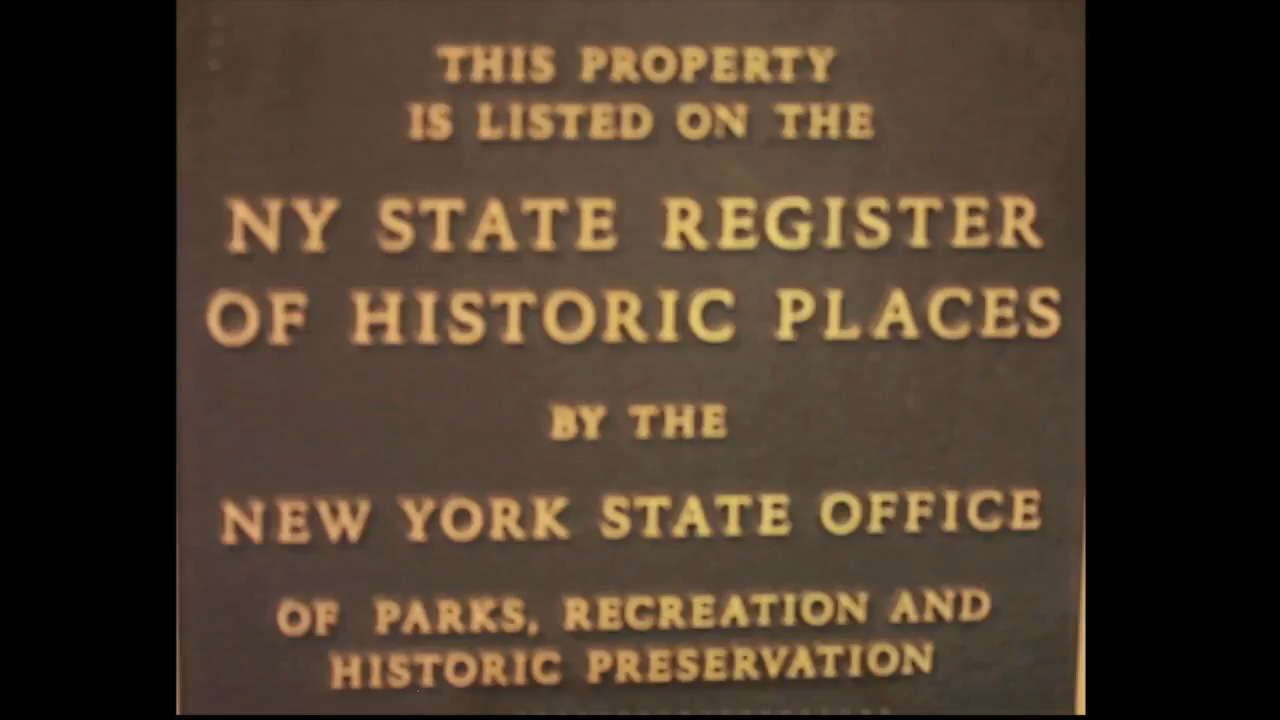 THIS PROPERTY
IS LISTED ON THE
NY STATE REGISTER
OF HISTORIC PLACES
BY THE
NEW YORK STATE OFFICE
OF PARKS, RECREATION AND
HISTORIC PRESERVATION